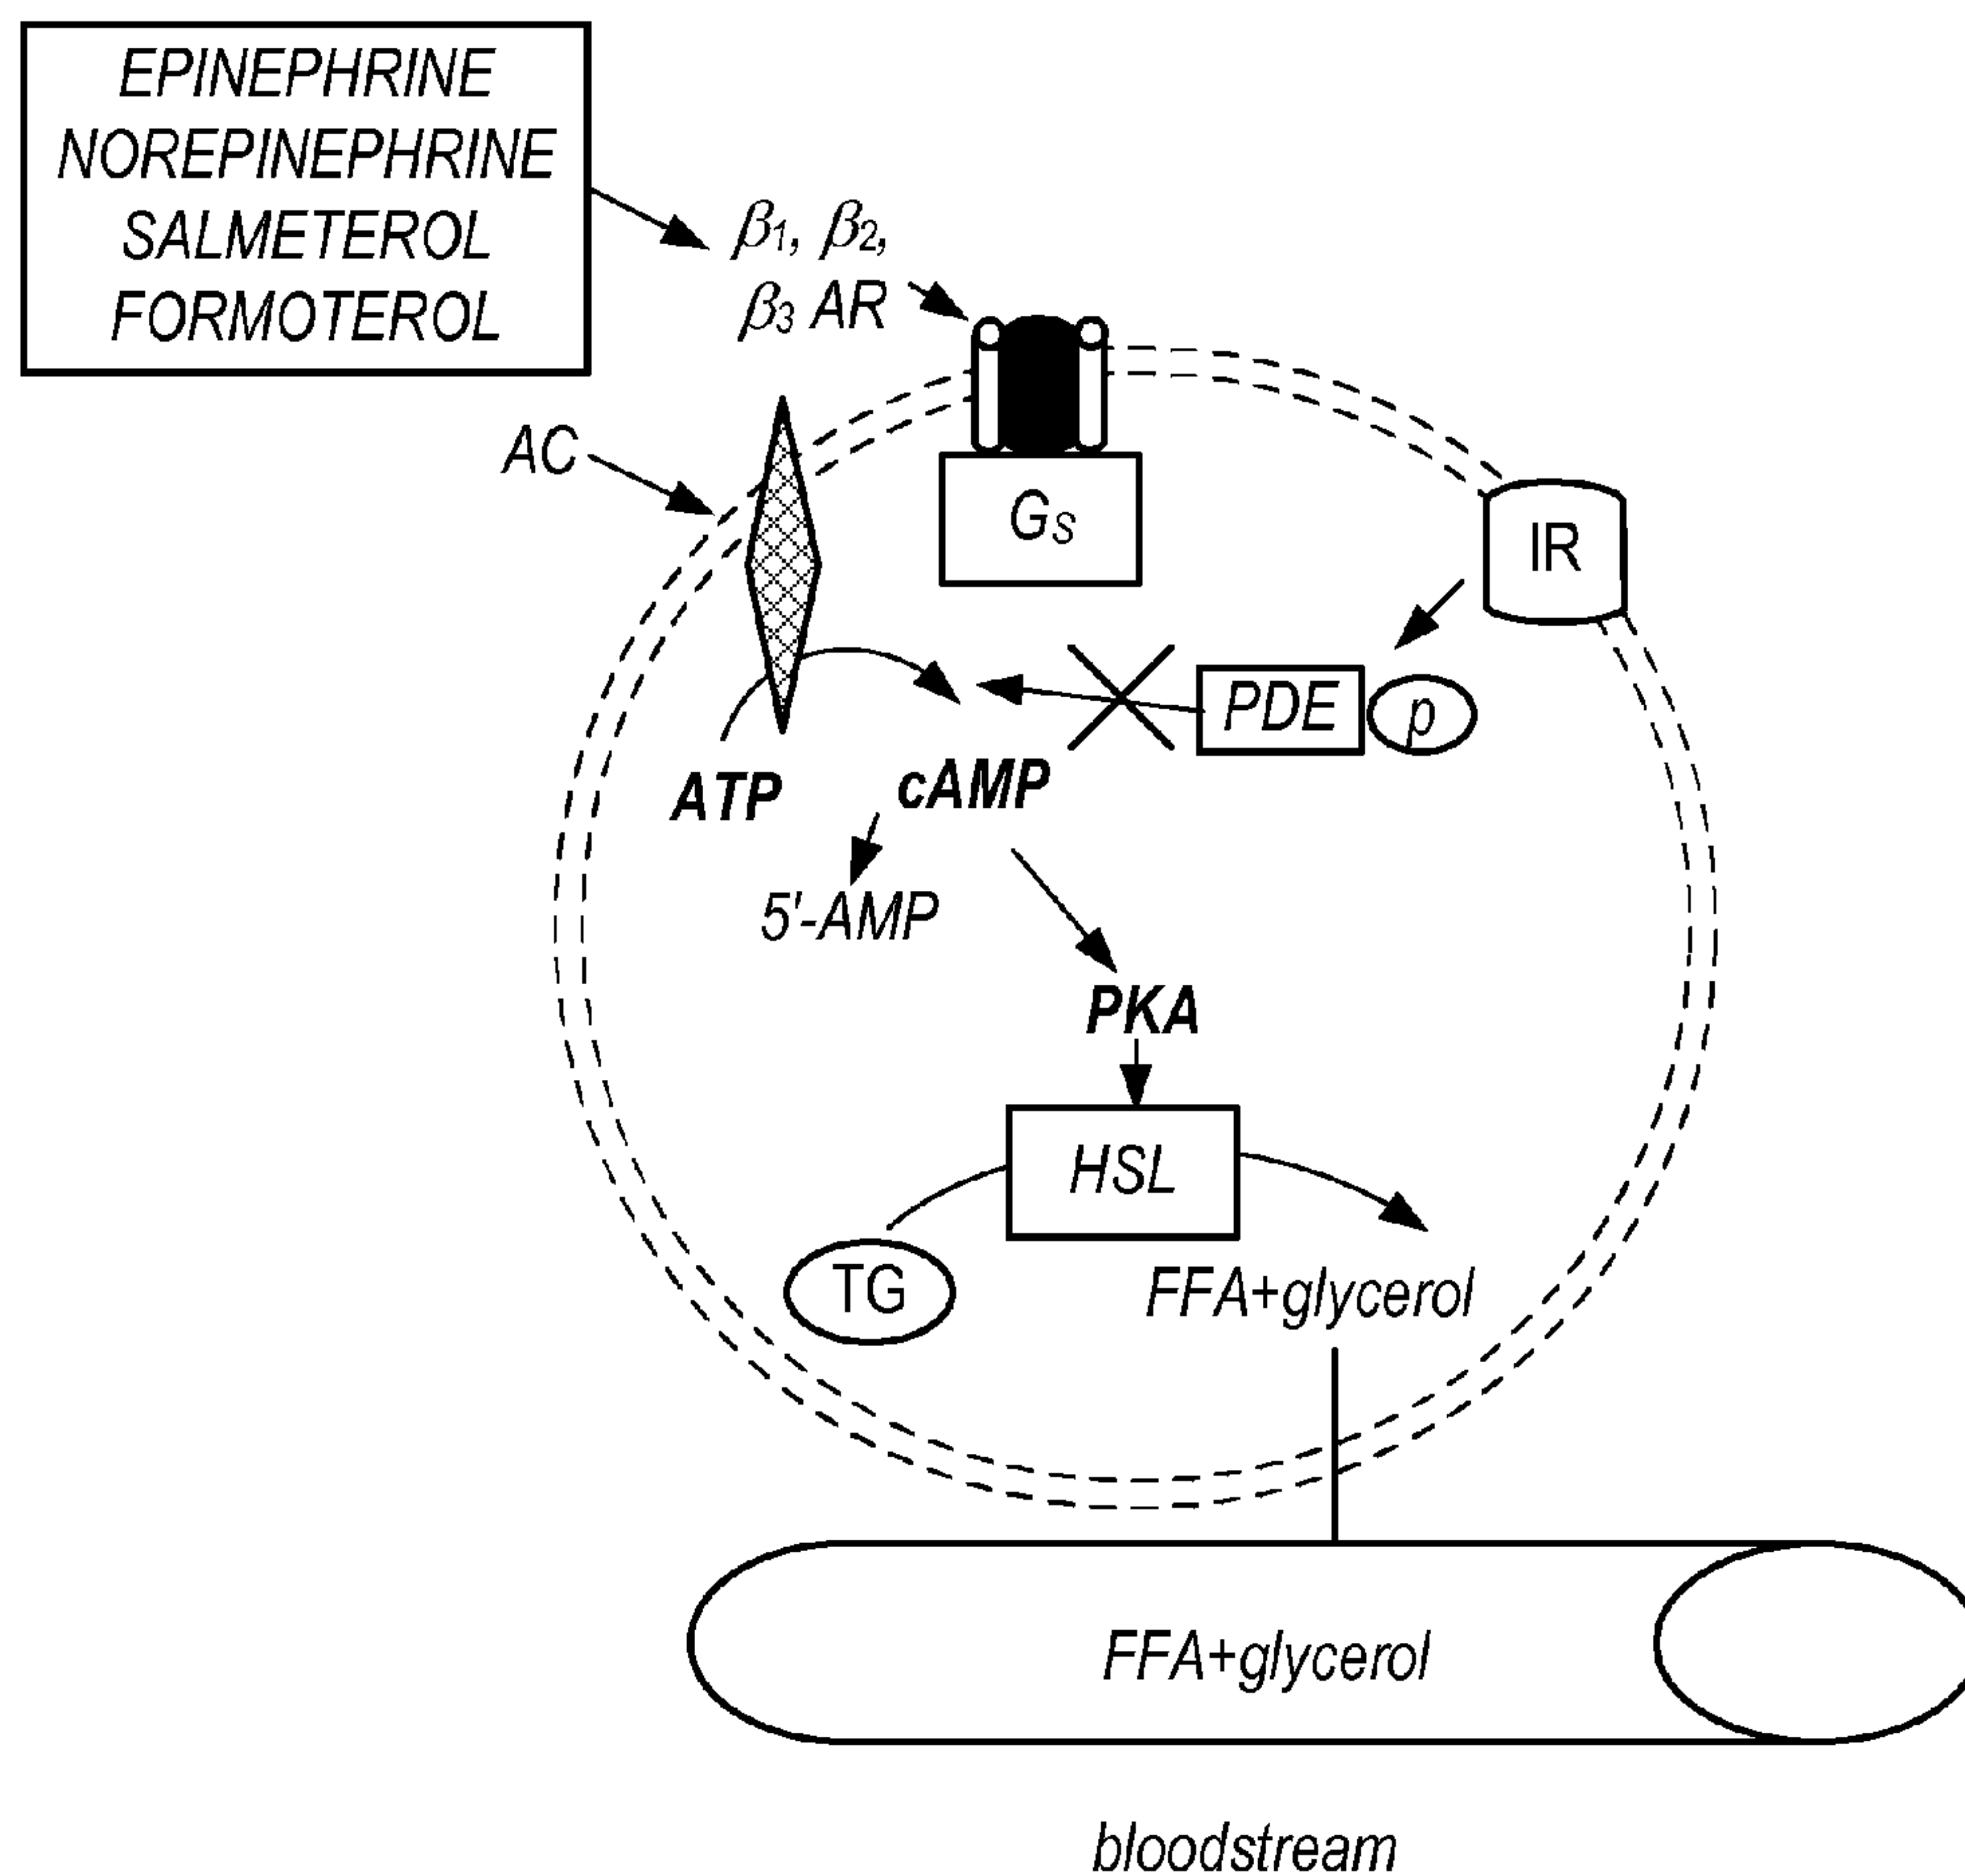 EPINEPHRINE
NOREPINEPHRINE
SALMETEROL
FORMOTEROL
β1, β2,
β3 AR
AC
GS
IR
PDE
p
ATP
cAMP
5'-AMP
PKA
HSL
TG
FFA+glycerol
FFA+glycerol
bloodstream